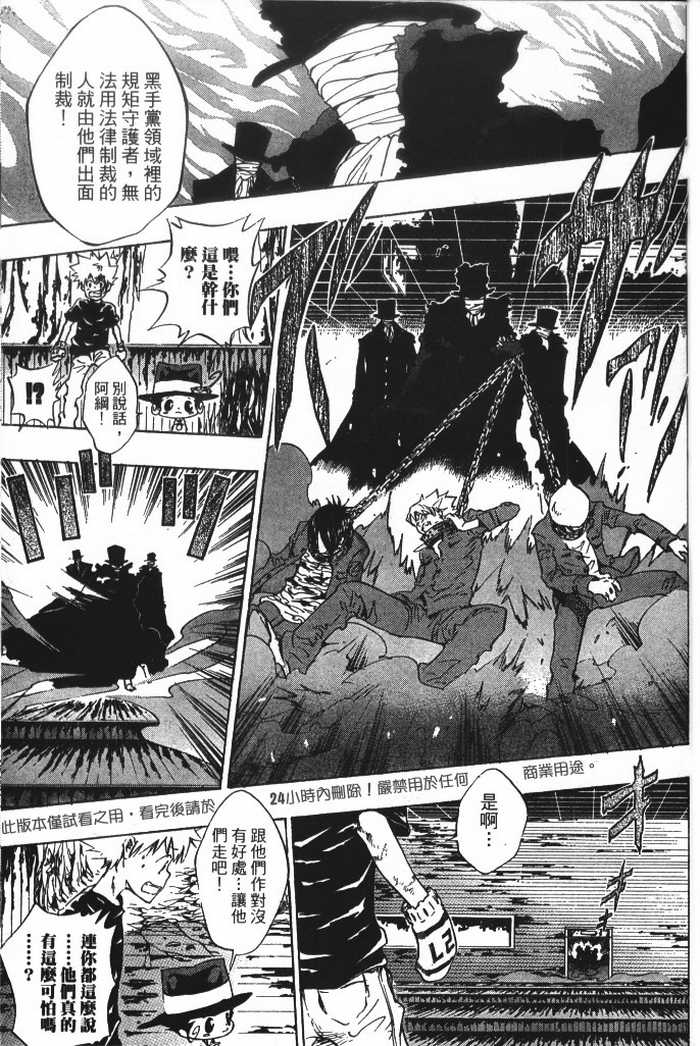 黑手黨領域裡的
規矩守護者，無
法用法律制裁的
人就由他們出面
制裁！
喂…你們
這是幹什
麼？
!?
別說話，
阿綱！
此版本僅試看之用，看完後請於24小時內刪除！嚴禁用於任何商業用途。
是啊…
L2
跟他們作對沒
有好處…讓他
們走吧！
連你都這麼說
……他們真的
有這麼可怕嗎
……？